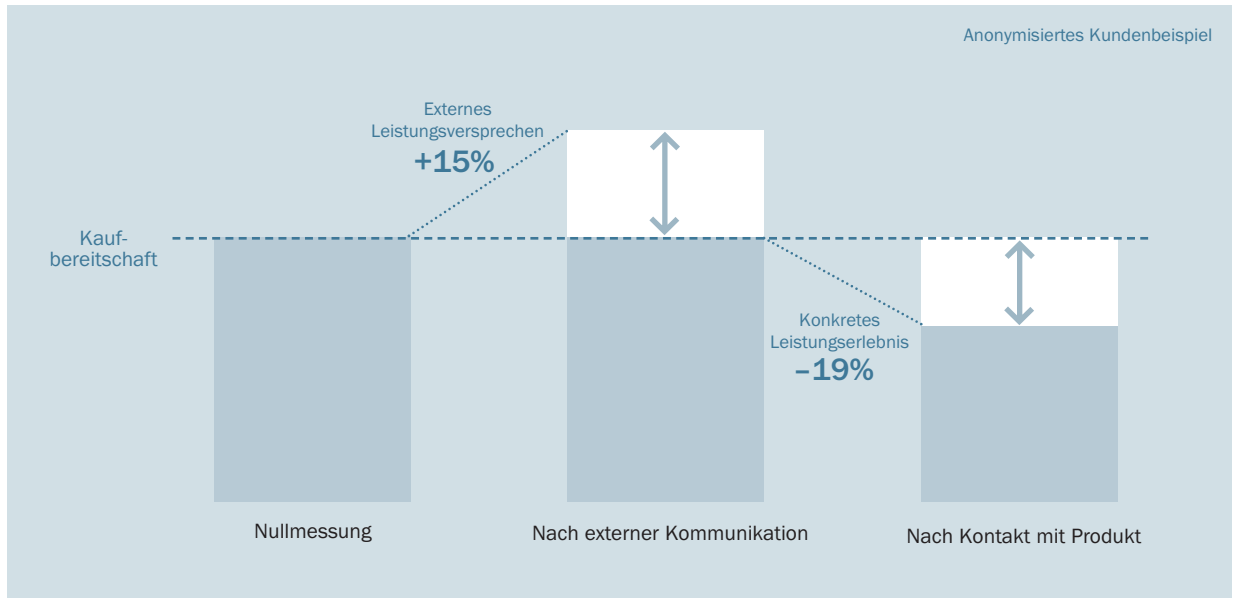 Anonymisiertes Kundenbeispiel
Externes
Leistungsversprechen
+15%
Kauf-
bereitschaft
Konkretes
Leistungserlebnis
–19%
Nullmessung
Nach externer Kommunikation
Nach Kontakt mit Produkt